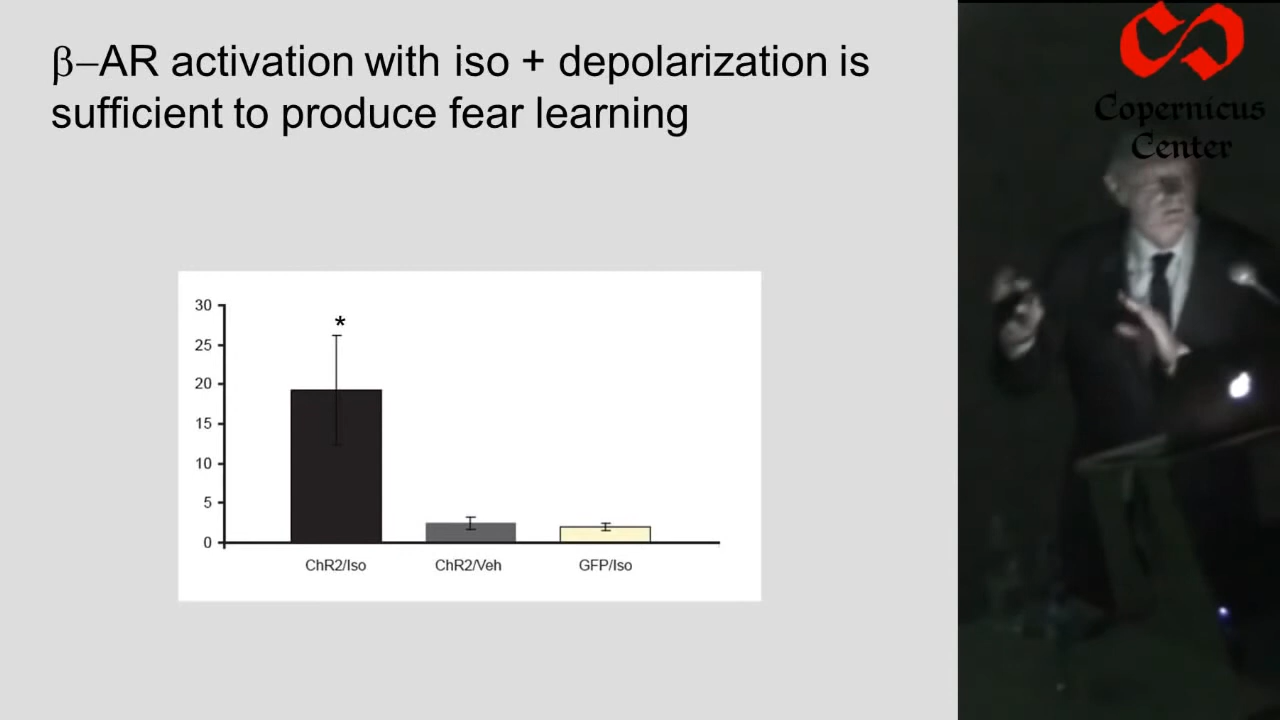 β–AR activation with iso + depolarization is
sufficient to produce fear learning
Copernicus
Center
30
*
25
20
15
10
5
0
ChR2/Iso ChR2/Veh GFP/Iso